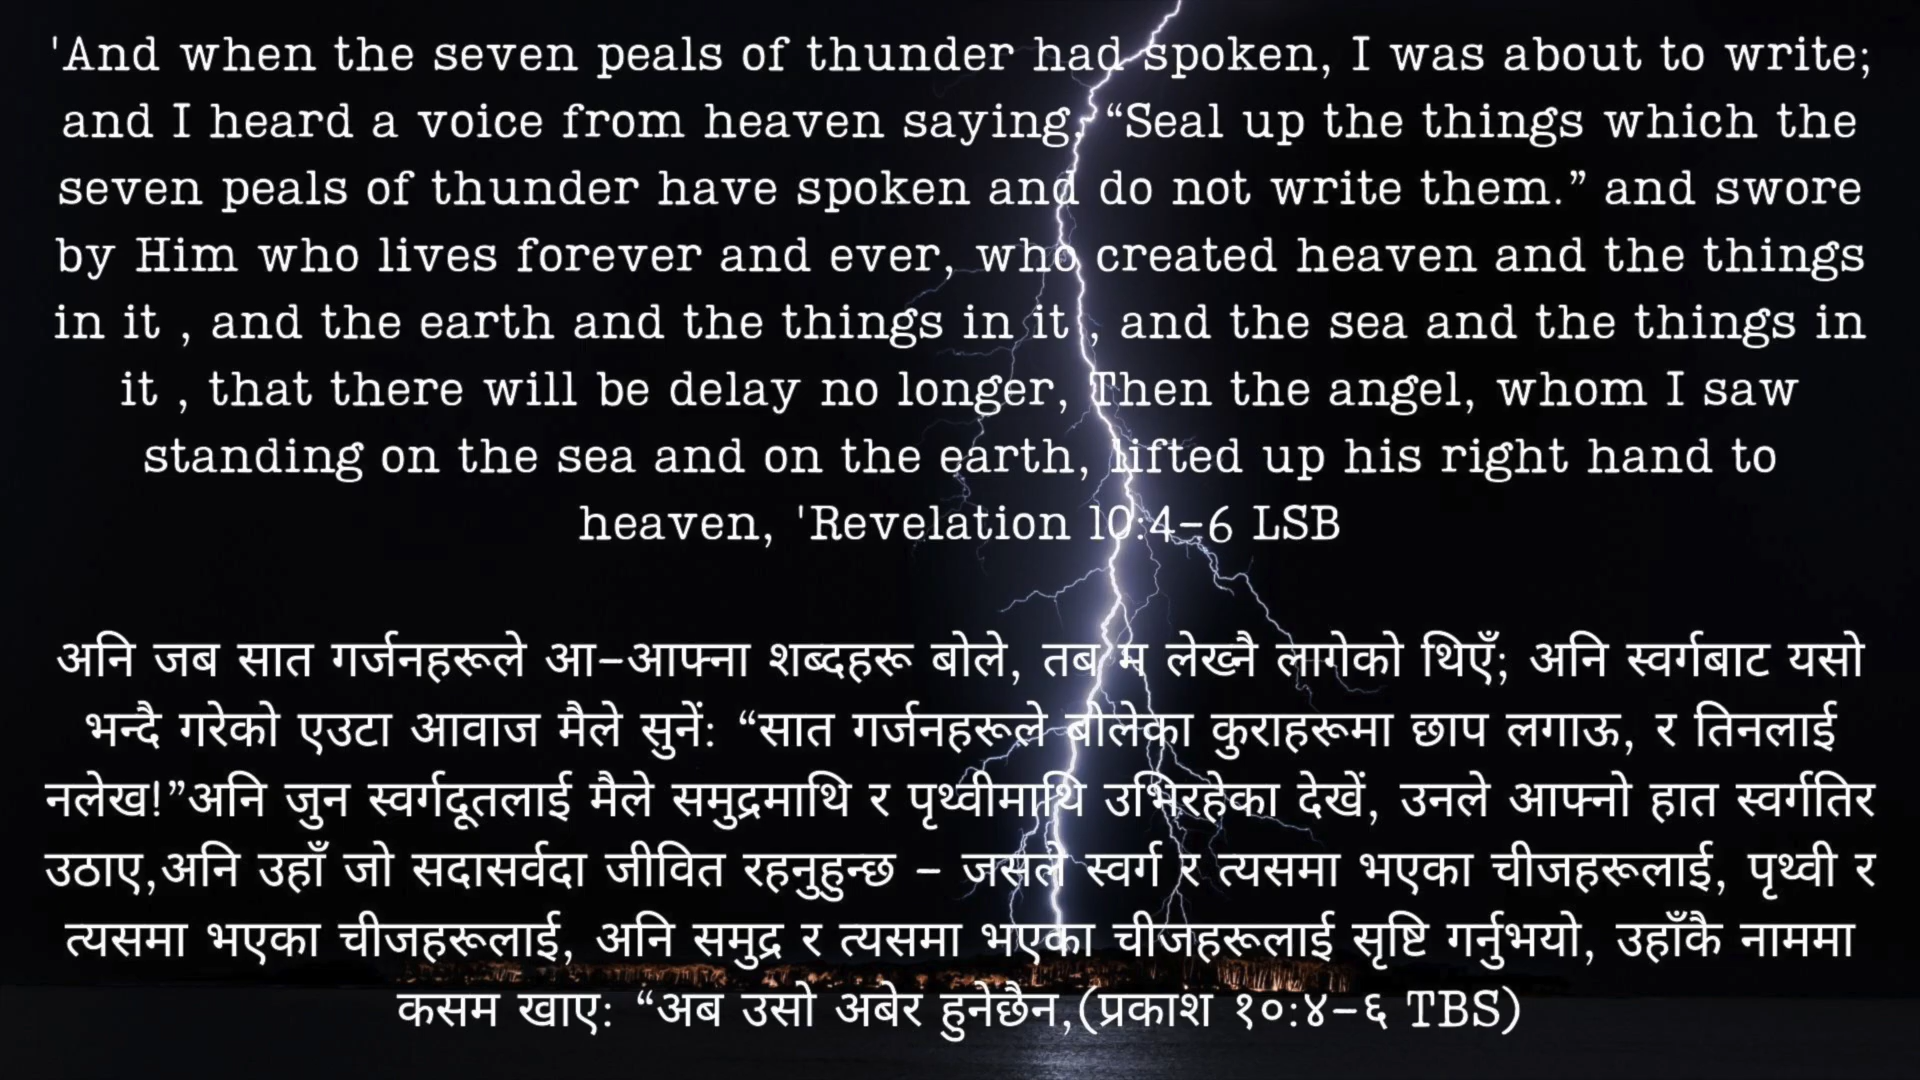 'And when the seven peals of thunder had spoken, I was about to write;
and I heard a voice from heaven saying, “Seal up the things which the
seven peals of thunder have spoken and do not write them.” and swore
by Him who lives forever and ever, who created heaven and the things
in it , and the earth and the things in it , and the sea and the things in
it , that there will be delay no longer, Then the angel, whom I saw
standing on the sea and on the earth, lifted up his right hand to
heaven, 'Revelation 10:4-6 LSB
अनि जब सात गर्जनहरूले आ-आफ्ना शब्दहरू बोले, तब म लेख्नै लागेको थिएँ; अनि स्वर्गबाट यसो
भन्दै गरेको एउटा आवाज मैले सुनें: “सात गर्जनहरूले बोलेका कुराहरूमा छाप लगाऊ, र तिनलाई
नलेख!”अनि जुन स्वर्गदूतलाई मैले समुद्रमाथि र पृथ्वीमाथि उभिरहेका देखें, उनले आफ्नो हात स्वर्गतिर
उठाए,अनि उहाँ जो सदासर्वदा जीवित रहनुहुन्छ - जसले स्वर्ग र त्यसमा भएका चीजहरूलाई, पृथ्वी र
त्यसमा भएका चीजहरूलाई, अनि समुद्र र त्यसमा भएका चीजहरूलाई सृष्टि गर्नुभयो, उहाँकै नाममा
कसम खाए: “अब उसो अबेर हुनेछैन,(प्रकाश १०:४-६ TBS)